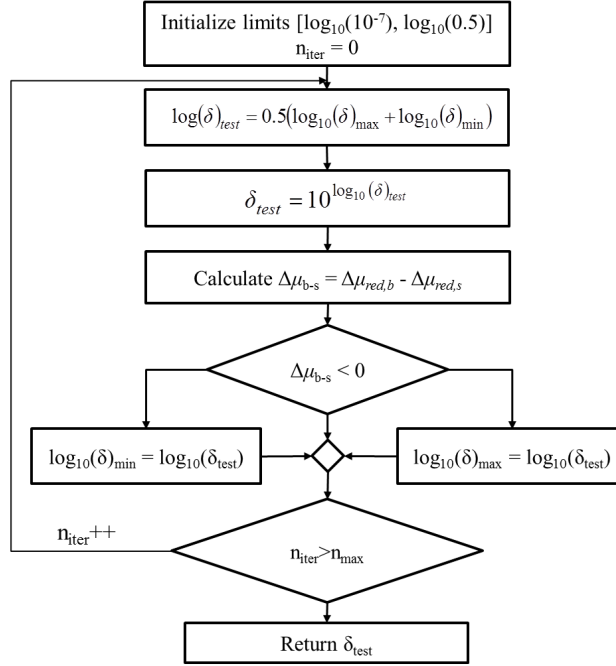 Initialize limits [log₁₀(10⁻⁷), log₁₀(0.5)]
nᵢₜₑᵣ = 0
log(δ)ₜₑₛₜ = 0.5(log₁₀(δ)ₘₐₓ + log₁₀(δ)ₘᵢₙ)
δₜₑₛₜ = 10^log₁₀(δ)ₜₑₛₜ
Calculate Δμb-s = Δμred,b - Δμred,s
Δμb-s < 0
log₁₀(δ)ₘᵢₙ = log₁₀(δₜₑₛₜ)
log₁₀(δ)ₘₐₓ = log₁₀(δₜₑₛₜ)
nᵢₜₑᵣ++
nᵢₜₑᵣ>nₘₐₓ
Return δₜₑₛₜ